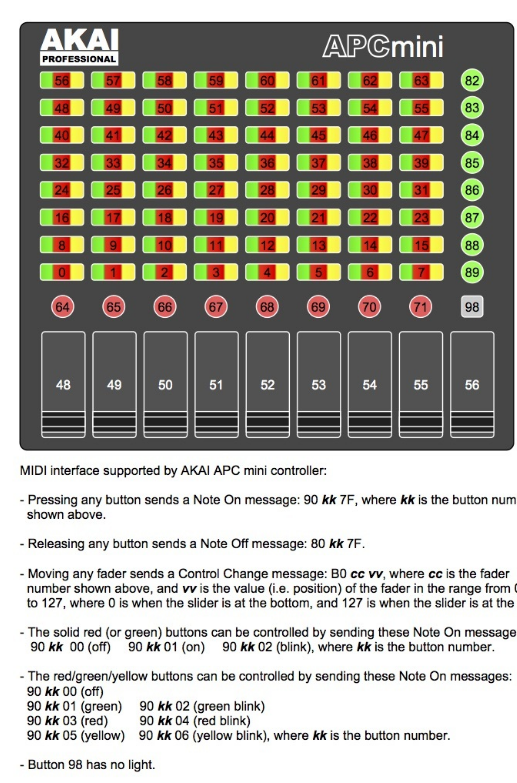 AKAI
PROFESSIONAL
APCmini
56 57 58 59 60 61 62 63 82
48 49 50 51 52 53 54 55 83
40 41 42 43 44 45 46 47 84
32 33 34 35 36 37 38 39 85
24 25 26 27 28 29 30 31 86
16 17 18 19 20 21 22 23 87
8 9 10 11 12 13 14 15 88
0 1 2 3 4 5 6 7 89
64 65 66 67 68 69 70 71 98
48 49 50 51 52 53 54 55 56
MIDI interface supported by AKAI APC mini controller:
- Pressing any button sends a Note On message: 90 kk 7F, where kk is the button num
shown above.
- Releasing any button sends a Note Off message: 80 kk 7F.
- Moving any fader sends a Control Change message: B0 cc vv, where cc is the fader
number shown above, and vv is the value (i.e. position) of the fader in the range from
to 127, where 0 is when the slider is at the bottom, and 127 is when the slider is at the
- The solid red (or green) buttons can be controlled by sending these Note On message
90 kk 00 (off) 90 kk 01 (on) 90 kk 02 (blink), where kk is the button number.
- The red/green/yellow buttons can be controlled by sending these Note On messages:
90 kk 00 (off)
90 kk 01 (green) 90 kk 02 (green blink)
90 kk 03 (red) 90 kk 04 (red blink)
90 kk 05 (yellow) 90 kk 06 (yellow blink), where kk is the button number.
- Button 98 has no light.